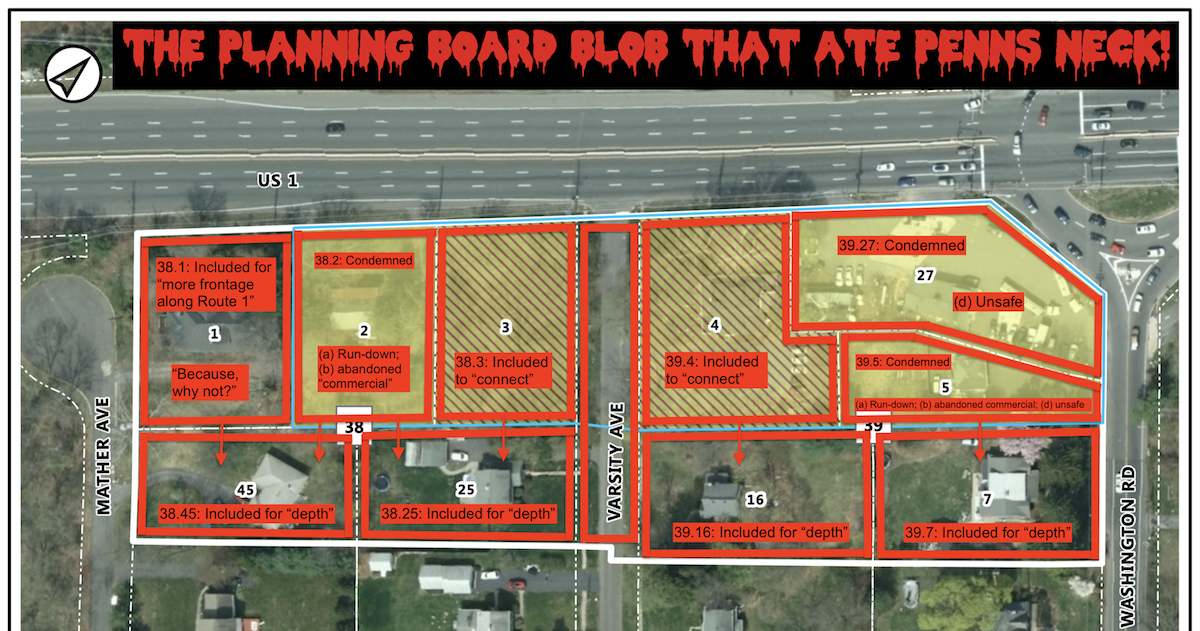 THE PLANNING BOARD BLOB THAT ATE PENNS NECK!
US 1
38.1: Included for
“more frontage
along Route 1”
1
“Because,
why not?”
38.2: Condemned
2
(a) Run-down;
(b) abandoned
“commercial”
3
38.3: Included
to “connect”
4
39.4: Included
to “connect”
39.27: Condemned
27
(d) Unsafe
39.5: Condemned
5
(a) Run-down; (b) abandoned commercial; (d) unsafe
38
39
MATHER AVE
VARSITY AVE
WASHINGTON RD
45
38.45: Included for “depth”
25
38.25: Included for “depth”
16
39.16: Included for “depth”
7
39.7: Included for “depth”